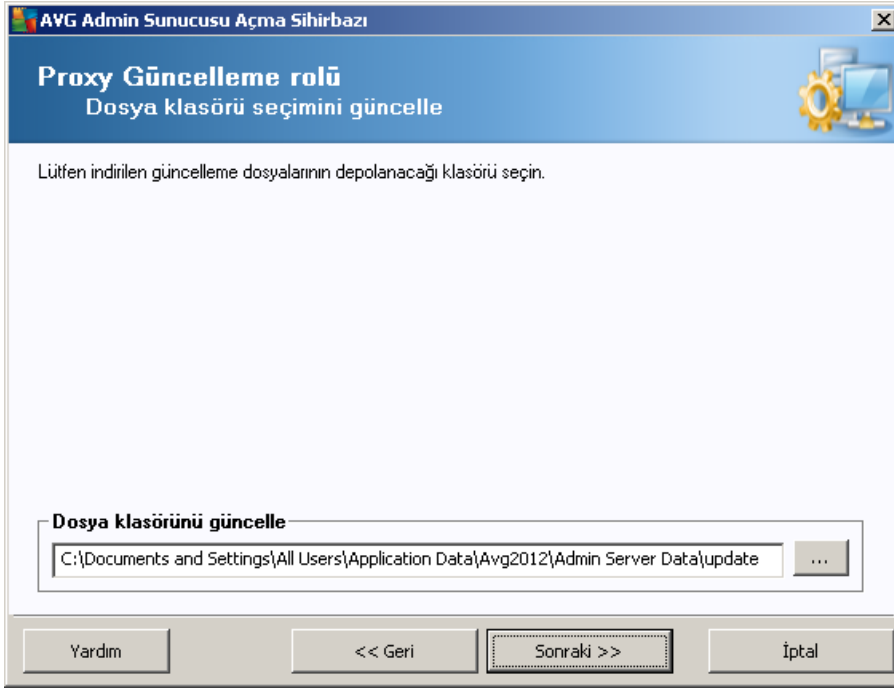 AVG Admin Sunucusu Açma Sihirbazı
Proxy Güncelleme rolü
Dosya klasörü seçimini güncelle
Lütfen indirilen güncelleme dosyalarının depolanacağı klasörü seçin.
Dosya klasörünü güncelle
C:\Documents and Settings\All Users\Application Data\Avg2012\Admin Server Data\update
...
Yardım
<< Geri
Sonraki >>
İptal